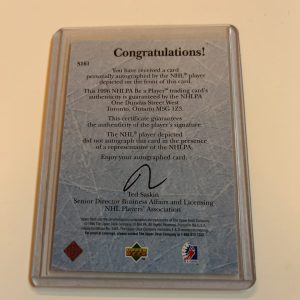 S161
Congratulations!
You have received a card
personally autographed by the NHL® player
depicted on the front of this card.
This 1996 NHLPA Be a Player™ trading card's
authenticity is guaranteed by the NHLPA
One Dundas Street West
Toronto, Ontario M5G 1Z3.
This certificate guarantees
the authenticity of the player's signature.
The NHL® player depicted
did not autograph this card in the presence
of a representative of the NHLPA.
Enjoy your autographed card.
Ted Saskin
Senior Director Business Affairs and Licensing
NHL Players' Association